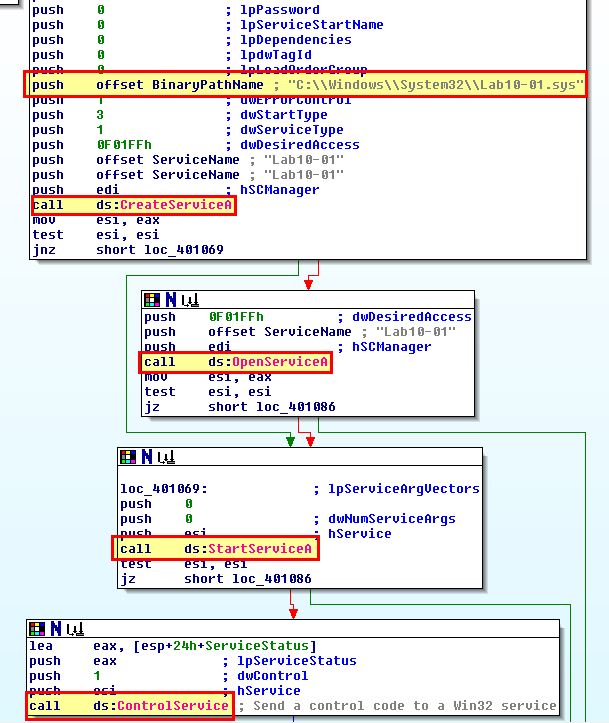 push 0 ; lpPassword
push 0 ; lpServiceStartName
push 0 ; lpDependencies
push 0 ; lpdwTagId
push 0 ; lpLoadOrderGroup
push offset BinaryPathName ; "C:\\Windows\\System32\\Lab10-01.sys"
push 1 ; dwErrorControl
push 3 ; dwStartType
push 1 ; dwServiceType
push 0F01FFh ; dwDesiredAccess
push offset ServiceName ; "Lab10-01"
push offset ServiceName ; "Lab10-01"
push edi ; hSCManager
call ds:CreateServiceA
mov esi, eax
test esi, esi
jnz short loc_401069
push 0F01FFh ; dwDesiredAccess
push offset ServiceName ; "Lab10-01"
push edi ; hSCManager
call ds:OpenServiceA
mov esi, eax
test esi, esi
jz short loc_401086
loc_401069: ; lpServiceArgVectors
push 0
push 0 ; dwNumServiceArgs
push esi ; hService
call ds:StartServiceA
test esi, esi
jz short loc_401086
lea eax, [esp+24h+ServiceStatus]
push eax ; lpServiceStatus
push 1 ; dwControl
push esi ; hService
call ds:ControlService ; Send a control code to a Win32 service